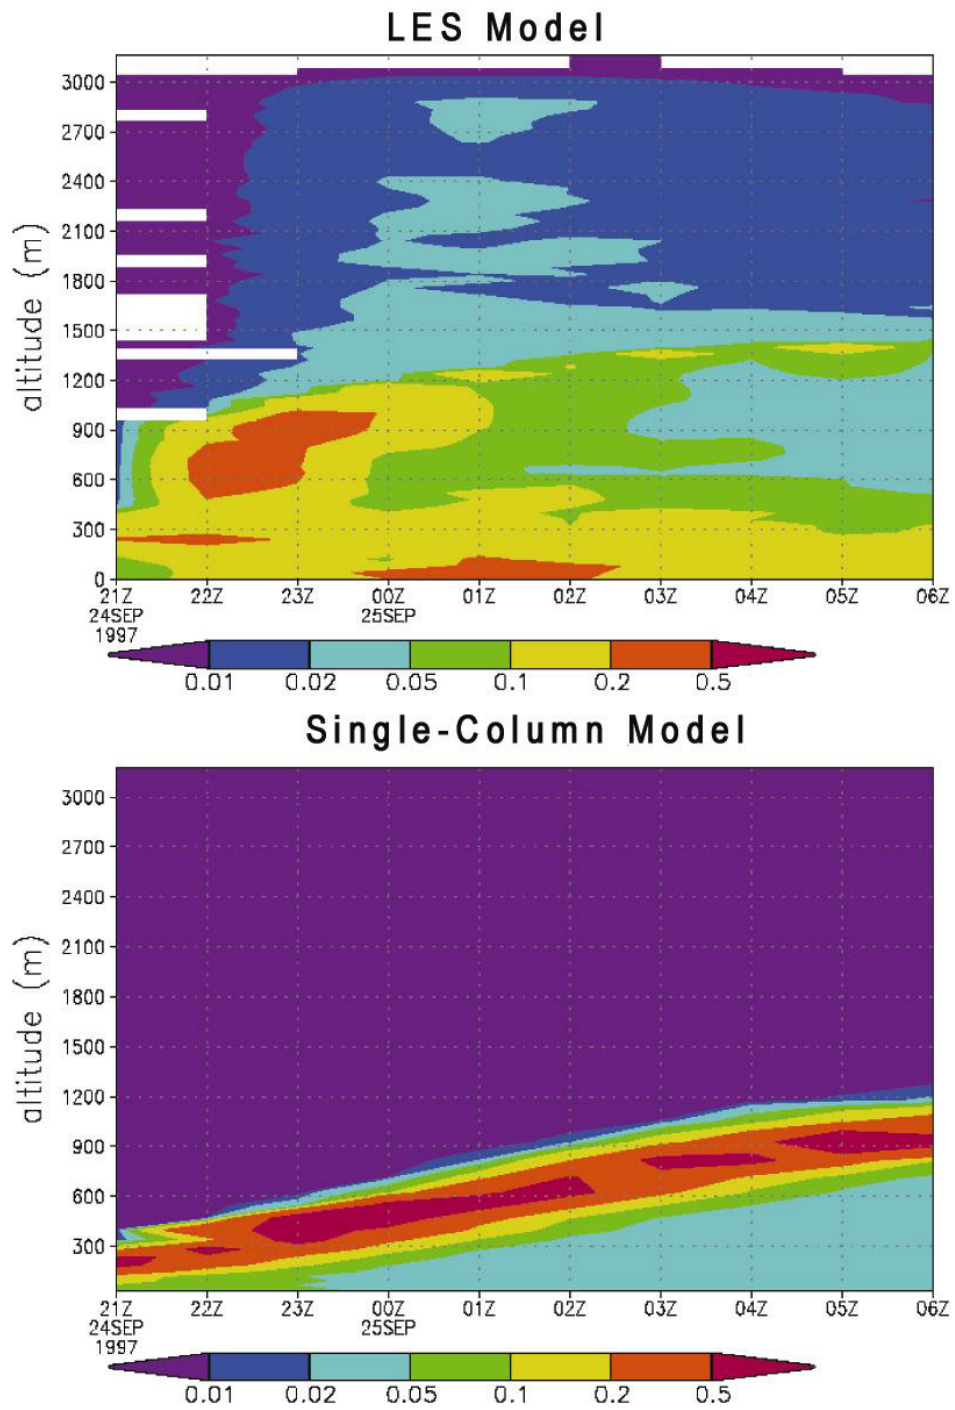 LES Model
altitude (m)
3000
2700
2400
2100
1800
1500
1200
900
600
300
0
21Z 22Z 23Z 00Z 01Z 02Z 03Z 04Z 05Z 06Z
24SEP 25SEP
1997
0.01 0.02 0.05 0.1 0.2 0.5
Single-Column Model
altitude (m)
3000
2700
2400
2100
1800
1500
1200
900
600
300
21Z 22Z 23Z 00Z 01Z 02Z 03Z 04Z 05Z 06Z
24SEP 25SEP
1997
0.01 0.02 0.05 0.1 0.2 0.5